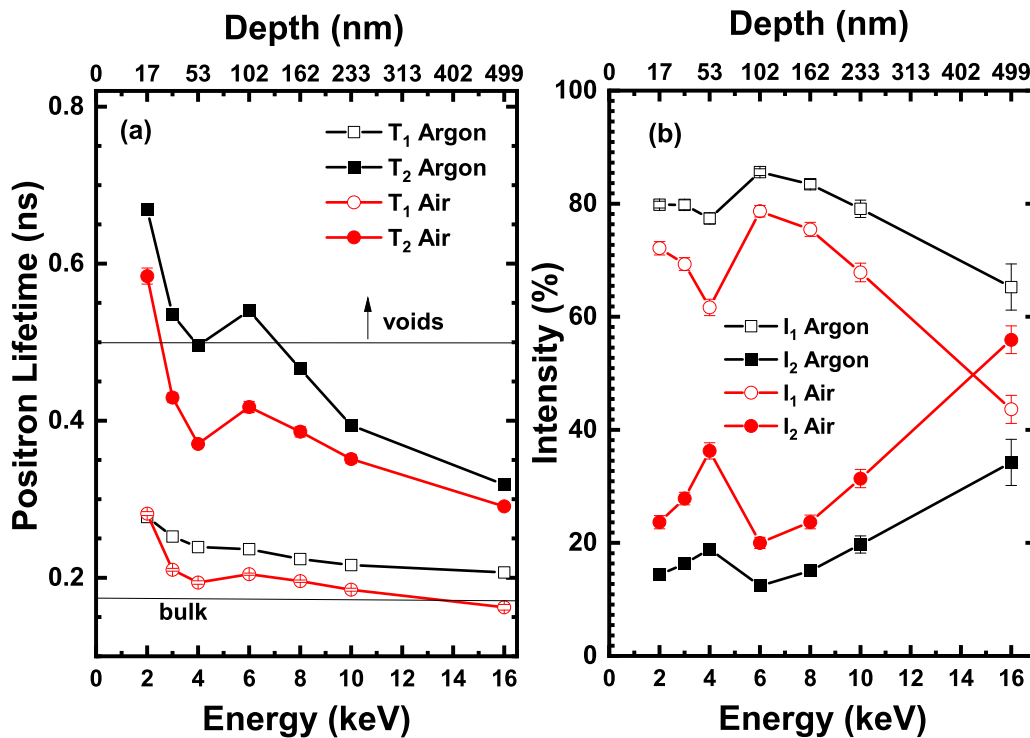 Depth (nm)
0 17 53 102 162 233 313 402 499
(a)
T₁ Argon
T₂ Argon
T₁ Air
T₂ Air
voids
bulk
0.8
0.6
0.4
0.2
Positron Lifetime (ns)
0 2 4 6 8 10 12 14 16
Energy (keV)
Depth (nm)
0 17 53 102 162 233 313 402 499
(b)
I₁ Argon
I₂ Argon
I₁ Air
I₂ Air
100
80
60
40
20
0
Intensity (%)
0 2 4 6 8 10 12 14 16
Energy (keV)